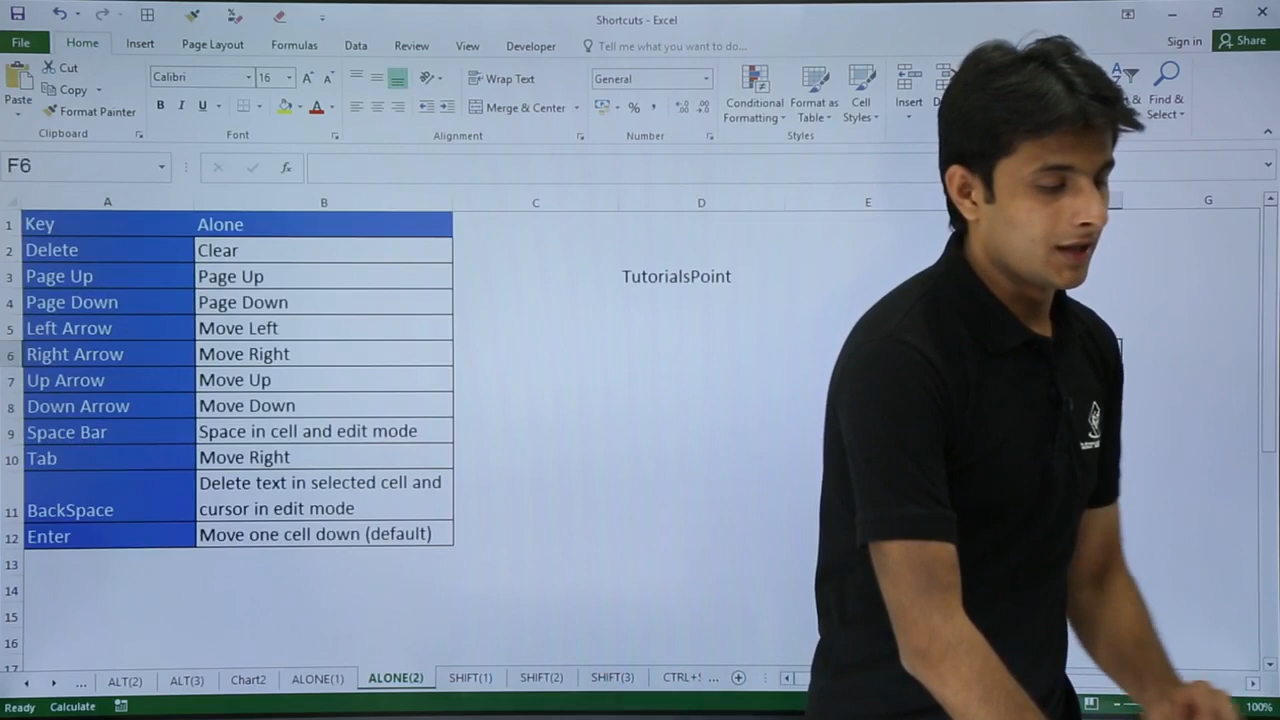 Shortcuts - Excel
Sign in
Share
File
Home
Insert
Page Layout
Formulas
Data
Review
View
Developer
Tell me what you want to do...
Paste
Cut
Copy
Format Painter
Clipboard
Calibri
16
B I U
Font
Wrap Text
Merge & Center
Alignment
General
%
Number
Conditional
Formatting
Format as
Table
Cell
Styles
Styles
Insert
Find &
Select
F6
fx
A B C D E G
1 Key Alone
2 Delete Clear
3 Page Up Page Up TutorialsPoint
4 Page Down Page Down
5 Left Arrow Move Left
6 Right Arrow Move Right
7 Up Arrow Move Up
8 Down Arrow Move Down
9 Space Bar Space in cell and edit mode
10 Tab Move Right
11 BackSpace Delete text in selected cell and
cursor in edit mode
12 Enter Move one cell down (default)
13
14
15
16
17
... ALT(2) ALT(3) Chart2 ALONE(1) ALONE(2) SHIFT(1) SHIFT(2) SHIFT(3) ...
Ready Calculate 100%